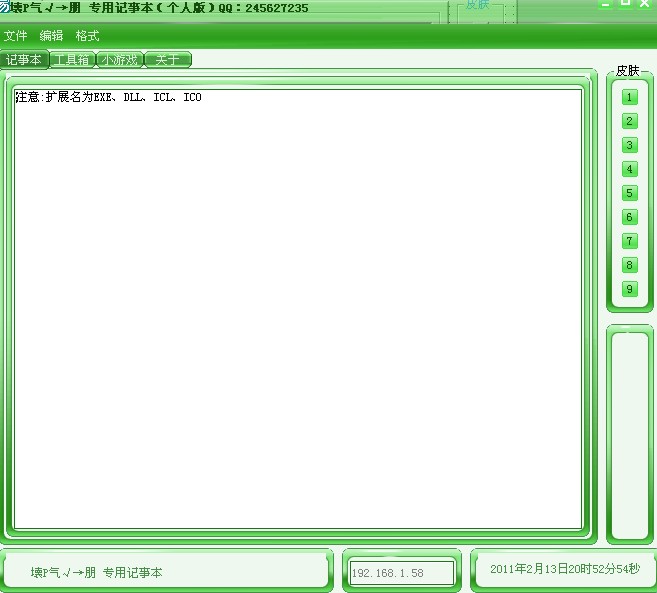 壊P气√→朋 专用记亊本（个人版）QQ：245627235
皮肤
文件 编辑 格式
记亊本 工具箱 小游戏 关于
皮肤
注意:扩展名为EXE、DLL、ICL、ICO
1
2
3
4
5
6
7
8
9
壊P气√→朋 专用记亊本
192.168.1.58
2011年2月13日20时52分54秒